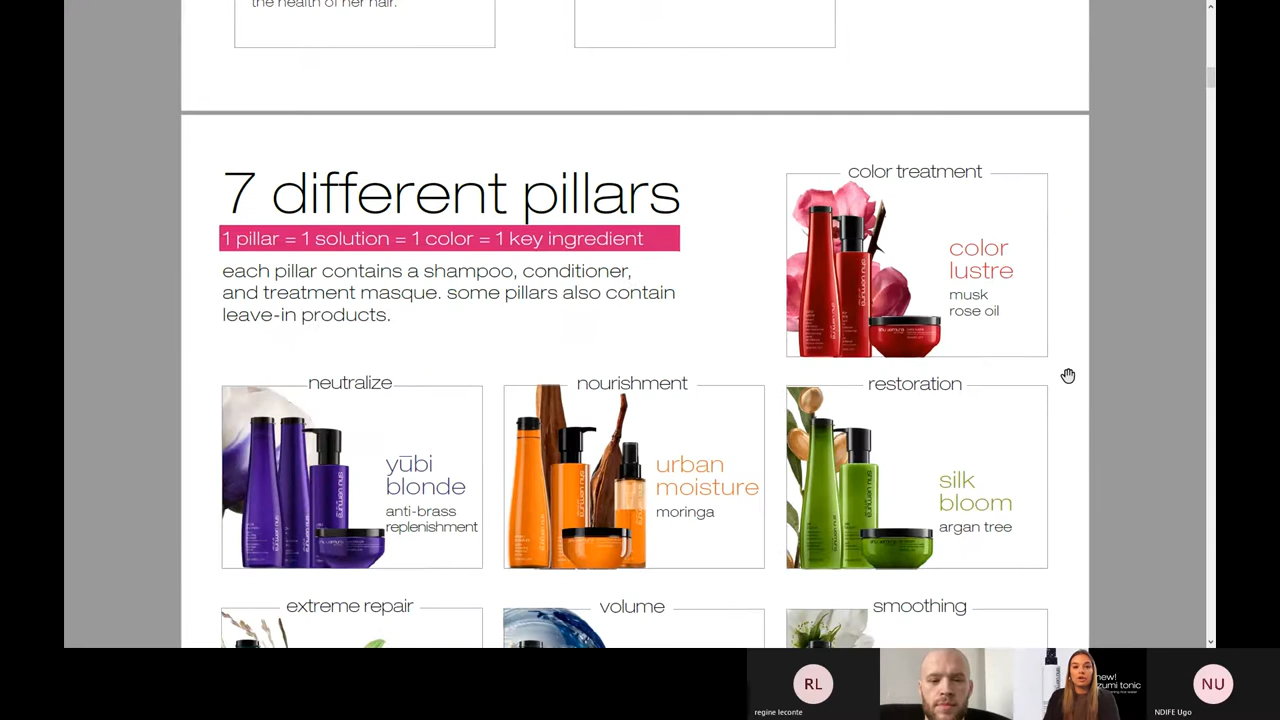 the health of her hair.
7 different pillars
1 pillar = 1 solution = 1 color = 1 key ingredient
each pillar contains a shampoo, conditioner,
and treatment masque. some pillars also contain
leave-in products.
color treatment
color
lustre
musk
rose oil
neutralize
yūbi
blonde
anti-brass
replenishment
nourishment
urban
moisture
moringa
restoration
silk
bloom
argan tree
extreme repair
volume
smoothing
RL
regine leconte
new!
zumi tonic
NU
NDIFE Ugo